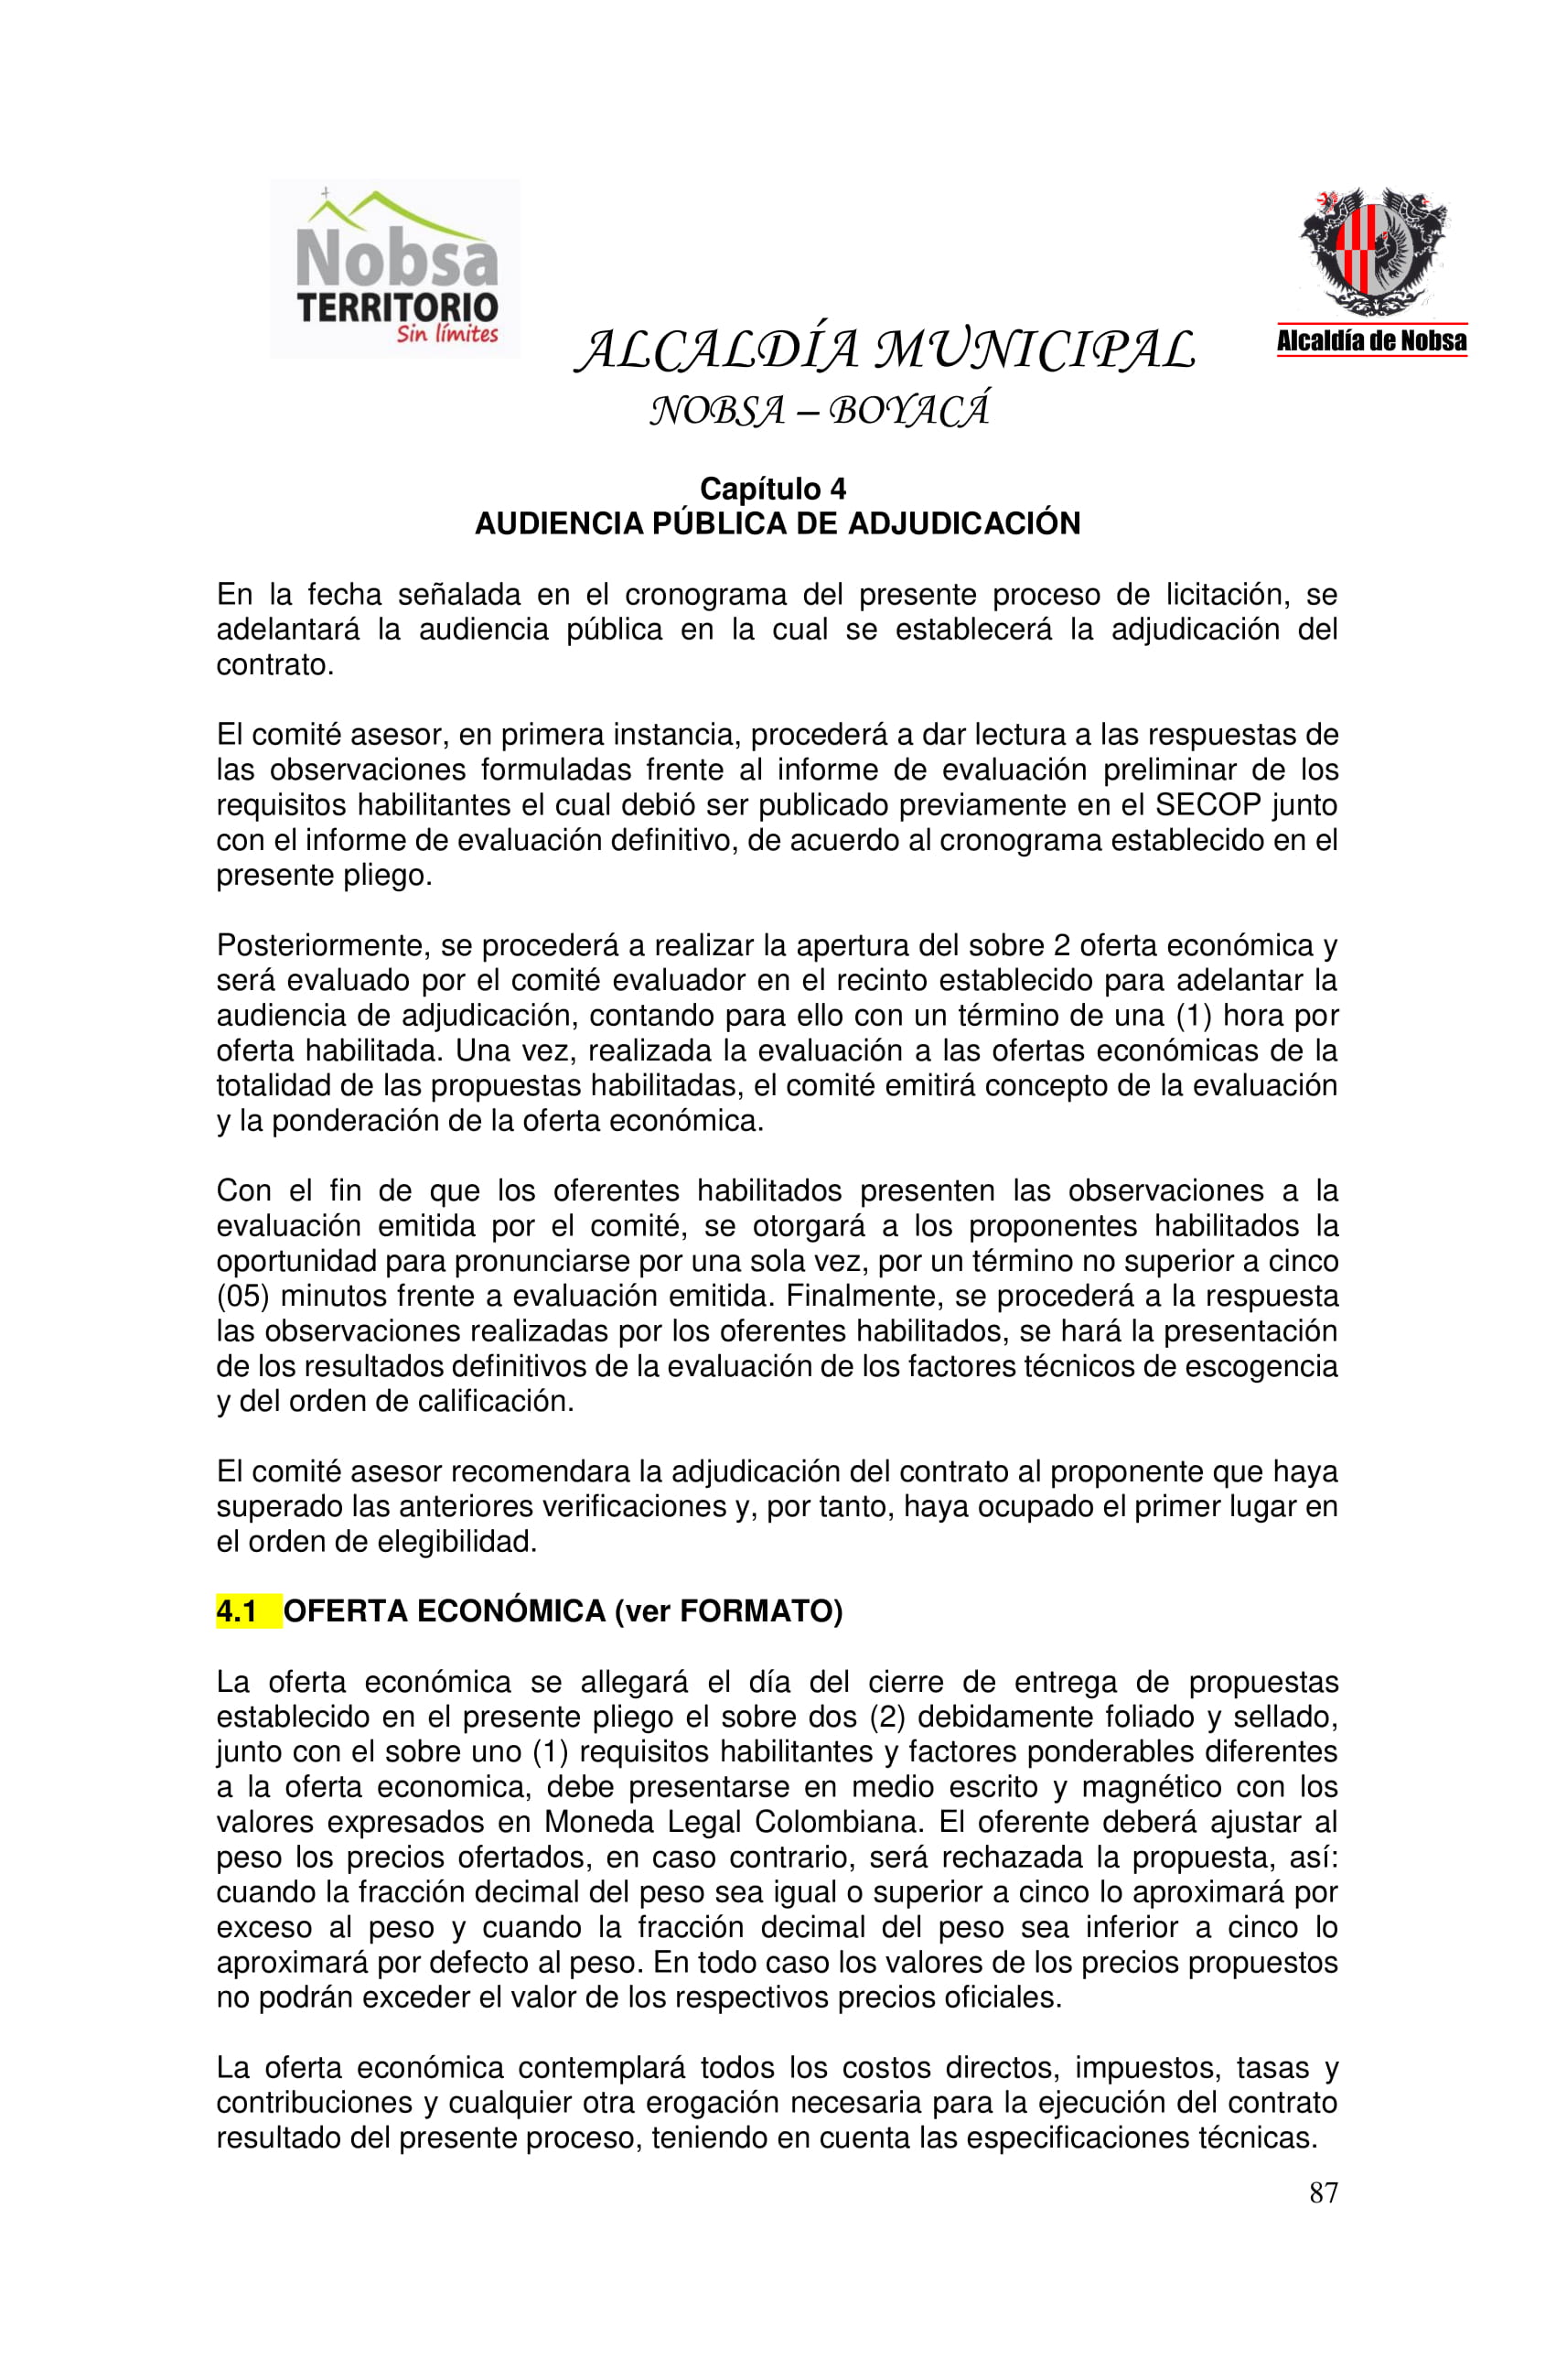 Nobsa
TERRITORIO
Sin límites
Alcaldía de Nobsa
ALCALDÍA MUNICIPAL
NOBSA – BOYACÁ
Capítulo 4
AUDIENCIA PÚBLICA DE ADJUDICACIÓN
En la fecha señalada en el cronograma del presente proceso de licitación, se
adelantará la audiencia pública en la cual se establecerá la adjudicación del
contrato.
El comité asesor, en primera instancia, procederá a dar lectura a las respuestas de
las observaciones formuladas frente al informe de evaluación preliminar de los
requisitos habilitantes el cual debió ser publicado previamente en el SECOP junto
con el informe de evaluación definitivo, de acuerdo al cronograma establecido en el
presente pliego.
Posteriormente, se procederá a realizar la apertura del sobre 2 oferta económica y
será evaluado por el comité evaluador en el recinto establecido para adelantar la
audiencia de adjudicación, contando para ello con un término de una (1) hora por
oferta habilitada. Una vez, realizada la evaluación a las ofertas económicas de la
totalidad de las propuestas habilitadas, el comité emitirá concepto de la evaluación
y la ponderación de la oferta económica.
Con el fin de que los oferentes habilitados presenten las observaciones a la
evaluación emitida por el comité, se otorgará a los proponentes habilitados la
oportunidad para pronunciarse por una sola vez, por un término no superior a cinco
(05) minutos frente a evaluación emitida. Finalmente, se procederá a la respuesta
las observaciones realizadas por los oferentes habilitados, se hará la presentación
de los resultados definitivos de la evaluación de los factores técnicos de escogencia
y del orden de calificación.
El comité asesor recomendara la adjudicación del contrato al proponente que haya
superado las anteriores verificaciones y, por tanto, haya ocupado el primer lugar en
el orden de elegibilidad.
4.1 OFERTA ECONÓMICA (ver FORMATO)
La oferta económica se allegará el día del cierre de entrega de propuestas
establecido en el presente pliego el sobre dos (2) debidamente foliado y sellado,
junto con el sobre uno (1) requisitos habilitantes y factores ponderables diferentes
a la oferta economica, debe presentarse en medio escrito y magnético con los
valores expresados en Moneda Legal Colombiana. El oferente deberá ajustar al
peso los precios ofertados, en caso contrario, será rechazada la propuesta, así:
cuando la fracción decimal del peso sea igual o superior a cinco lo aproximará por
exceso al peso y cuando la fracción decimal del peso sea inferior a cinco lo
aproximará por defecto al peso. En todo caso los valores de los precios propuestos
no podrán exceder el valor de los respectivos precios oficiales.
La oferta económica contemplará todos los costos directos, impuestos, tasas y
contribuciones y cualquier otra erogación necesaria para la ejecución del contrato
resultado del presente proceso, teniendo en cuenta las especificaciones técnicas.
87